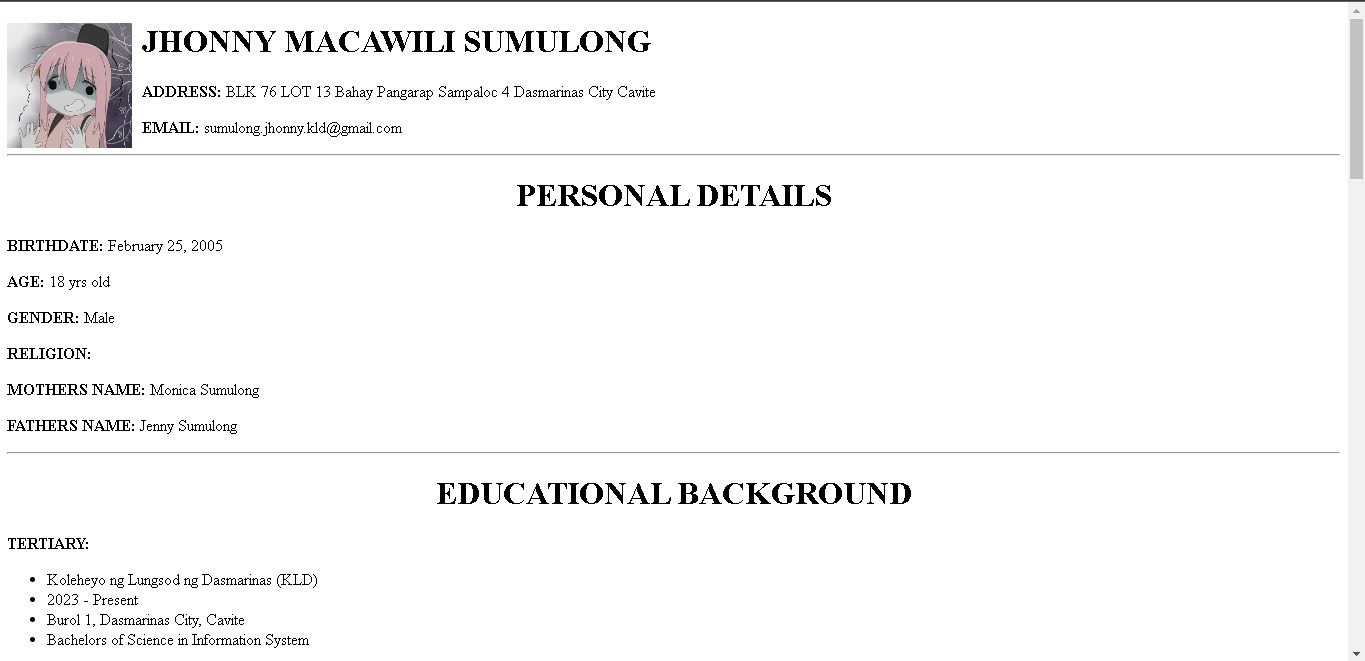 JHONNY MACAWILI SUMULONG
ADDRESS: BLK 76 LOT 13 Bahay Pangarap Sampaloc 4 Dasmarinas City Cavite
EMAIL: sumulong.jhonny.kld@gmail.com
PERSONAL DETAILS
BIRTHDATE: February 25, 2005
AGE: 18 yrs old
GENDER: Male
RELIGION:
MOTHERS NAME: Monica Sumulong
FATHERS NAME: Jenny Sumulong
EDUCATIONAL BACKGROUND
TERTIARY:
• Koleheyo ng Lungsod ng Dasmarinas (KLD)
• 2023 - Present
• Burol 1, Dasmarinas City, Cavite
• Bachelors of Science in Information System